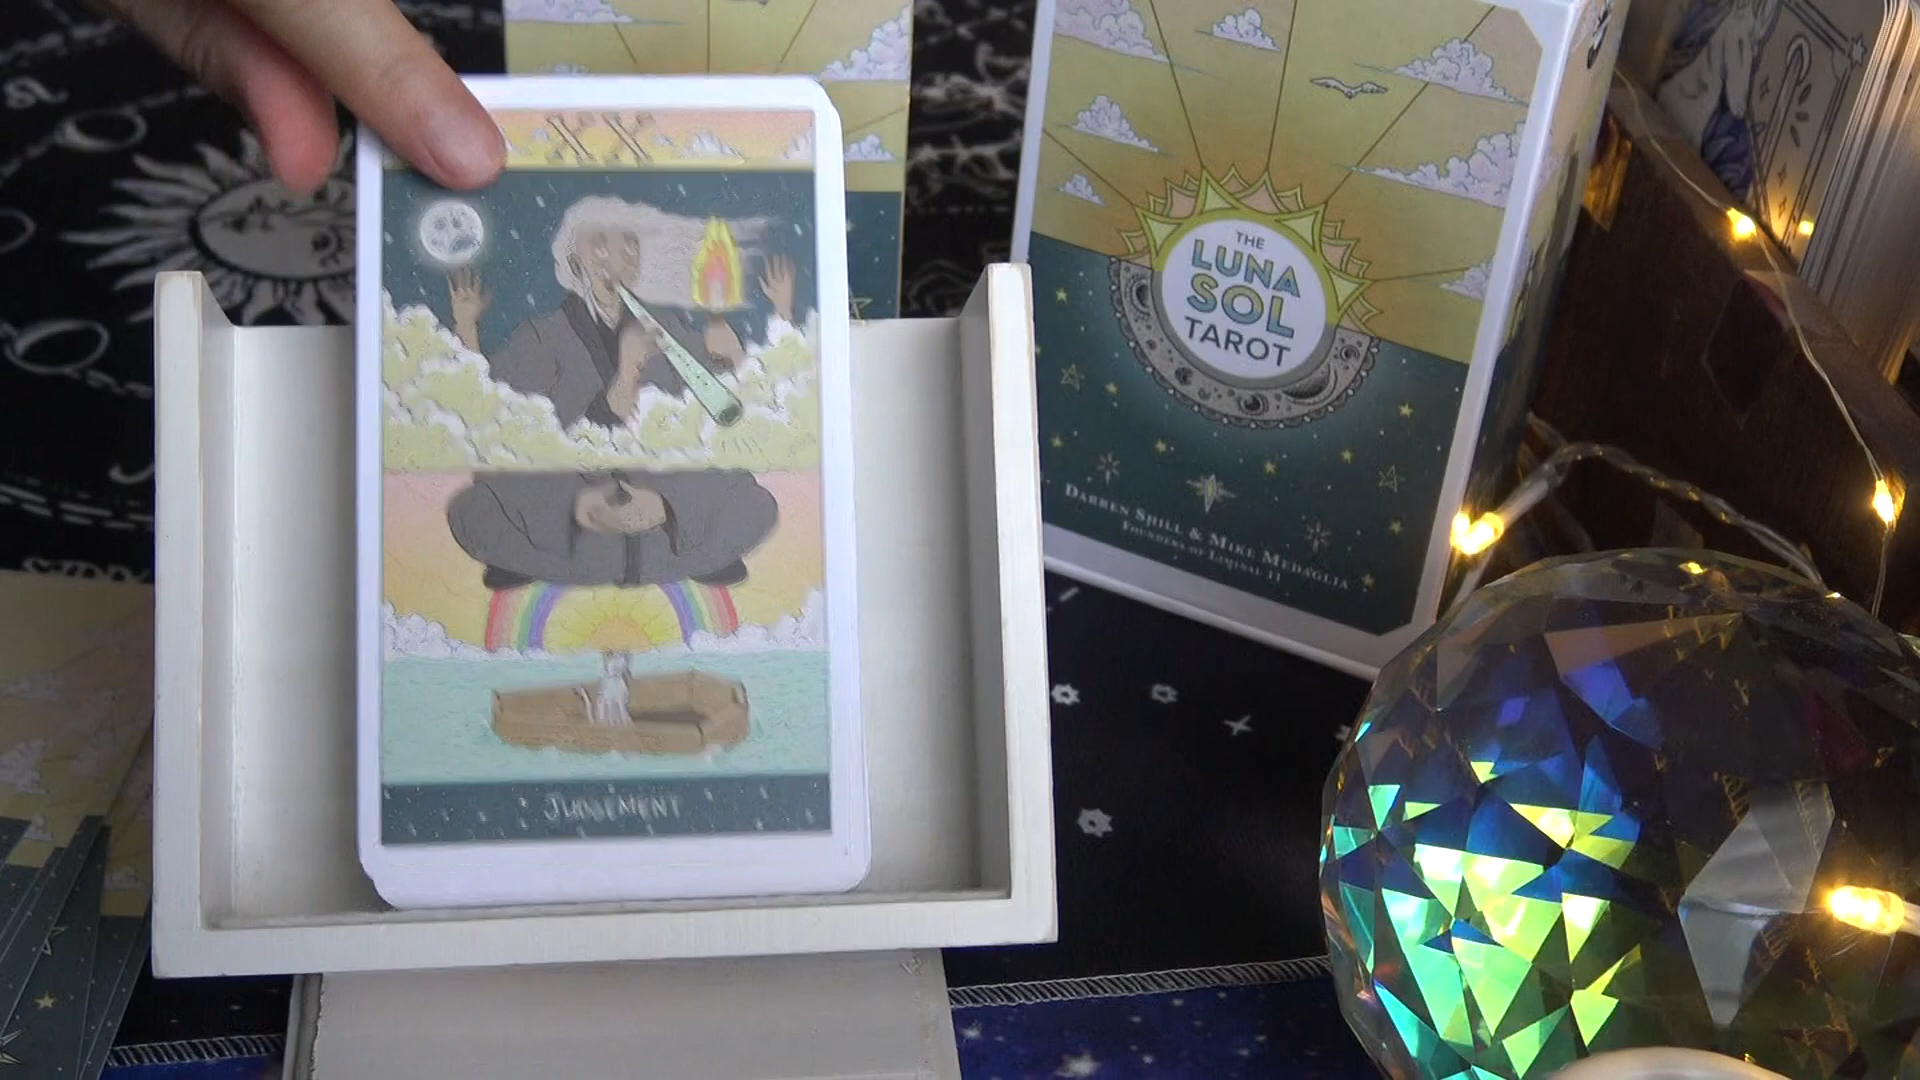 XX
JUDGEMENT
THE
LUNA
SOL
TAROT
DARREN SHILL & MIKE MEDAGLIA
FOUNDERS OF LIMINAL 11